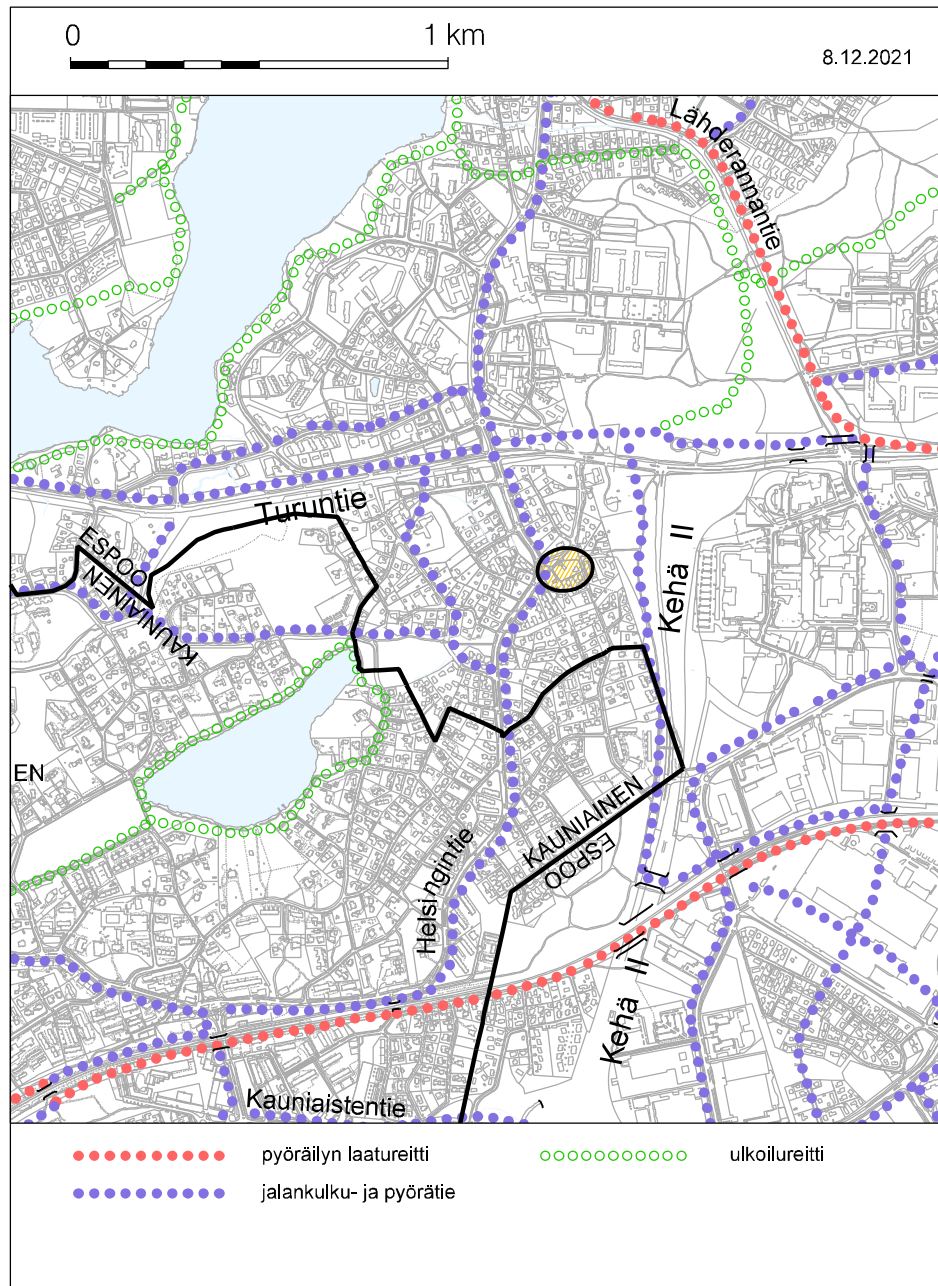 0 1 km
8.12.2021
Lähderannantie
Turuntie
ESPOO
KAUNIAINEN
Kehä II
EN
KAUNIAINEN
ESPOO
Helsingintie
Kehä II
Kauniaistentie
pyöräilyn laatureitti
ulkoilureitti
jalankulku- ja pyörätie